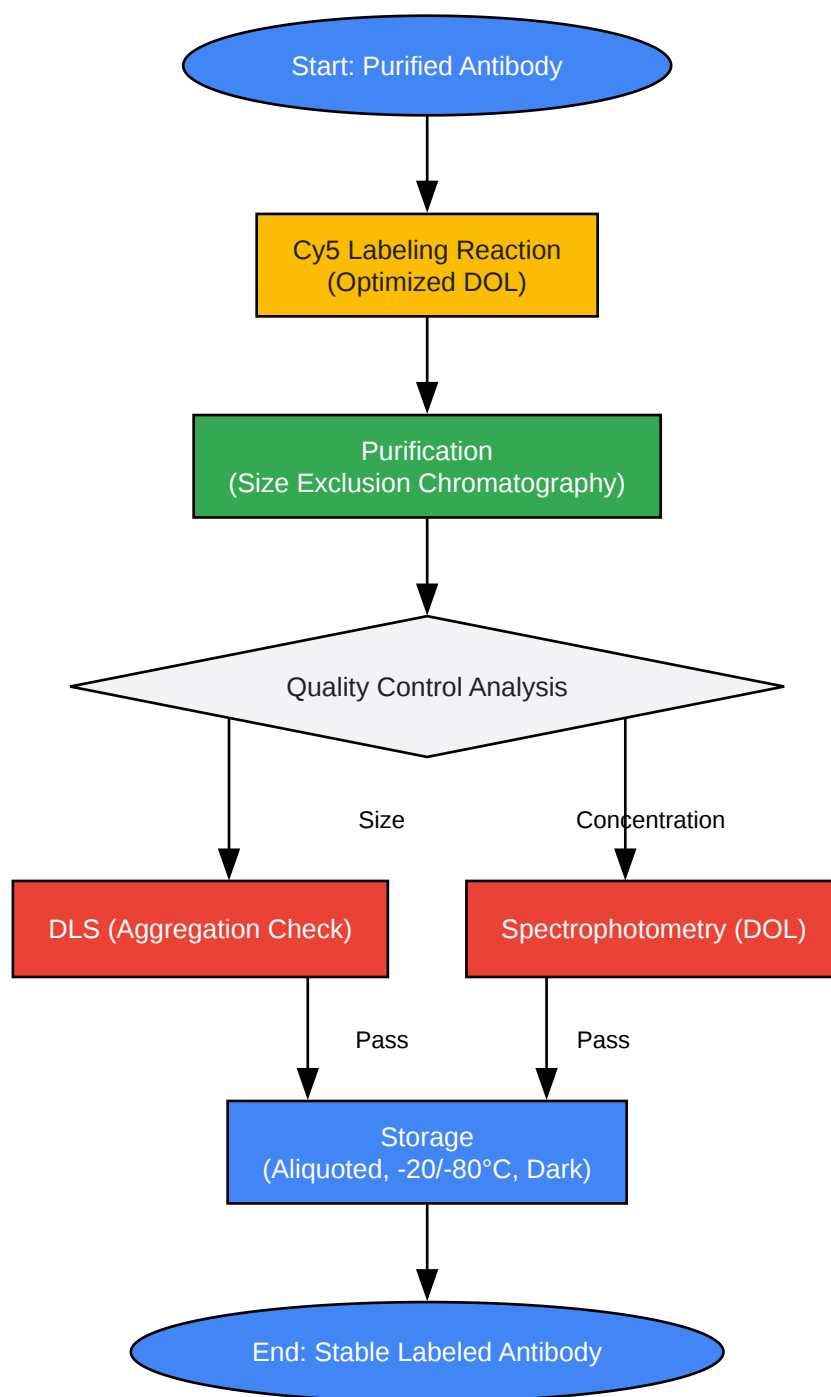 Start: Purified Antibody
Cy5 Labeling Reaction
(Optimized DOL)
Purification
(Size Exclusion Chromatography)
Quality Control Analysis
Size
Concentration
DLS (Aggregation Check)
Spectrophotometry (DOL)
Pass
Pass
Storage
(Aliquoted, -20/-80°C, Dark)
End: Stable Labeled Antibody